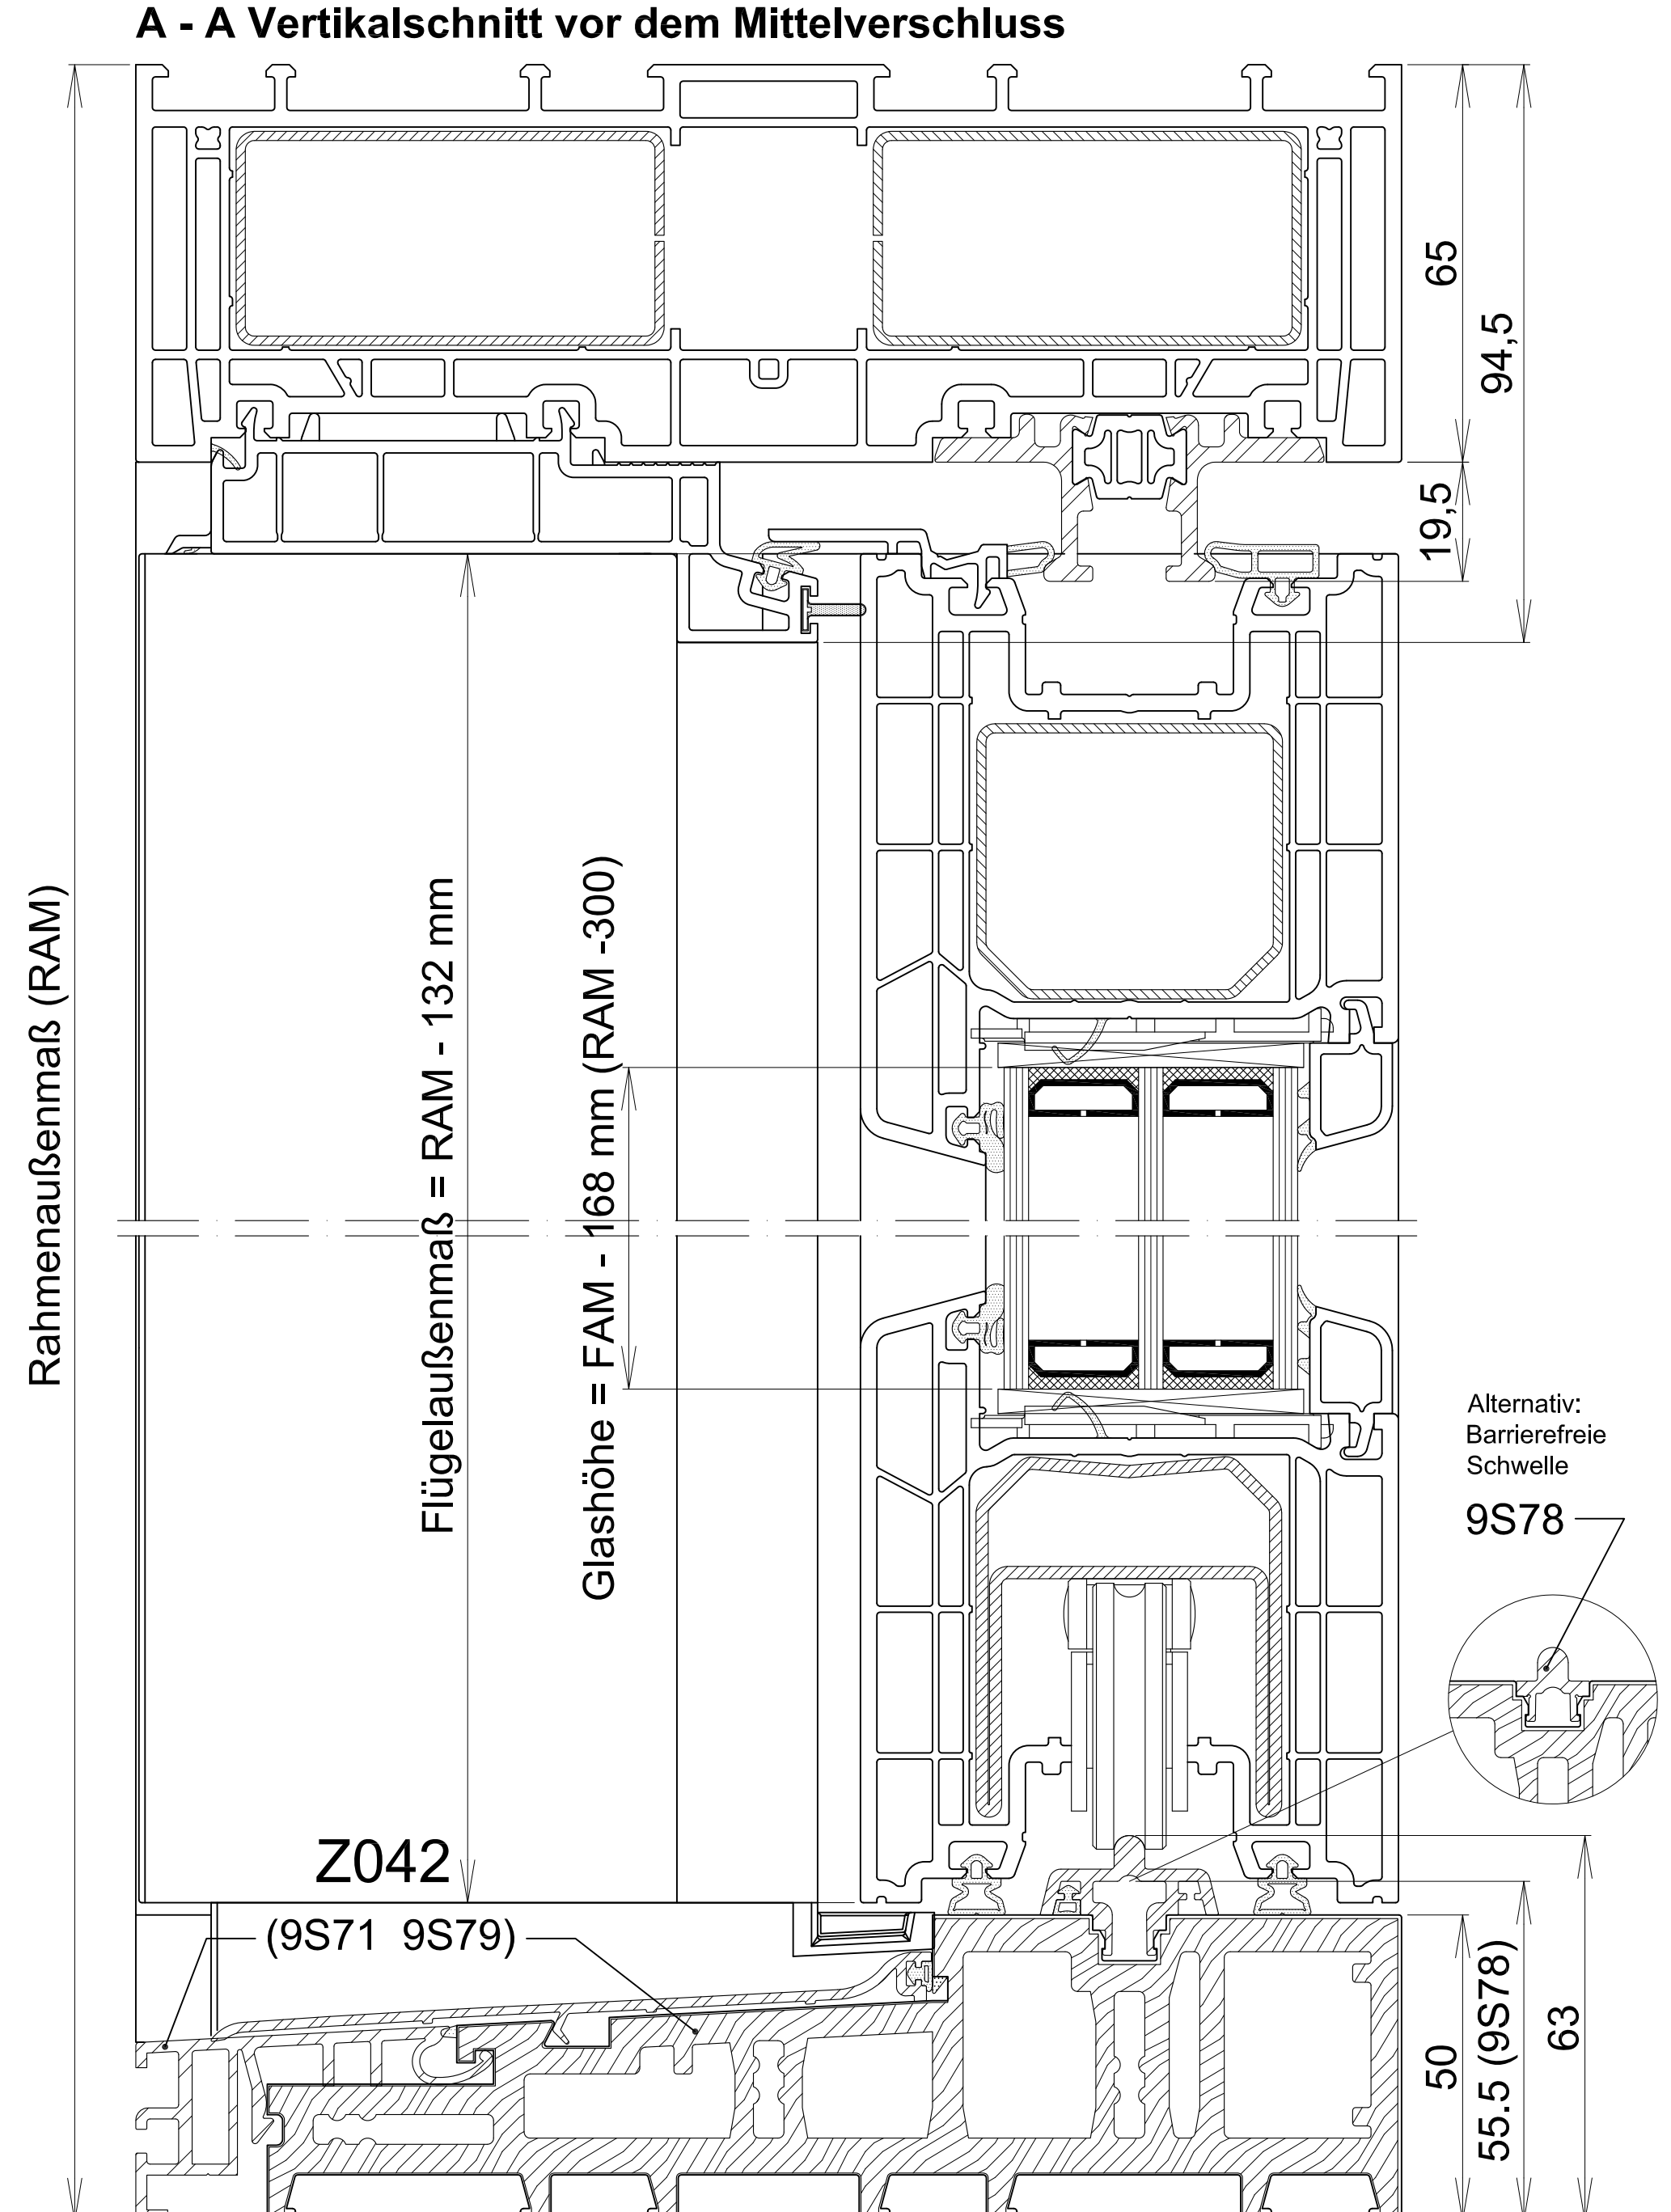 A - A Vertikalschnitt vor dem Mittelverschluss
65
94,5
19,5
Rahmenaußenmaß (RAM)
Flügelaußenmaß = RAM - 132 mm
Glashöhe = FAM - 168 mm (RAM -300)
Alternativ:
Barrierefreie
Schwelle
9S78
Z042
(9S71 9S79)
50
55.5 (9S78)
63